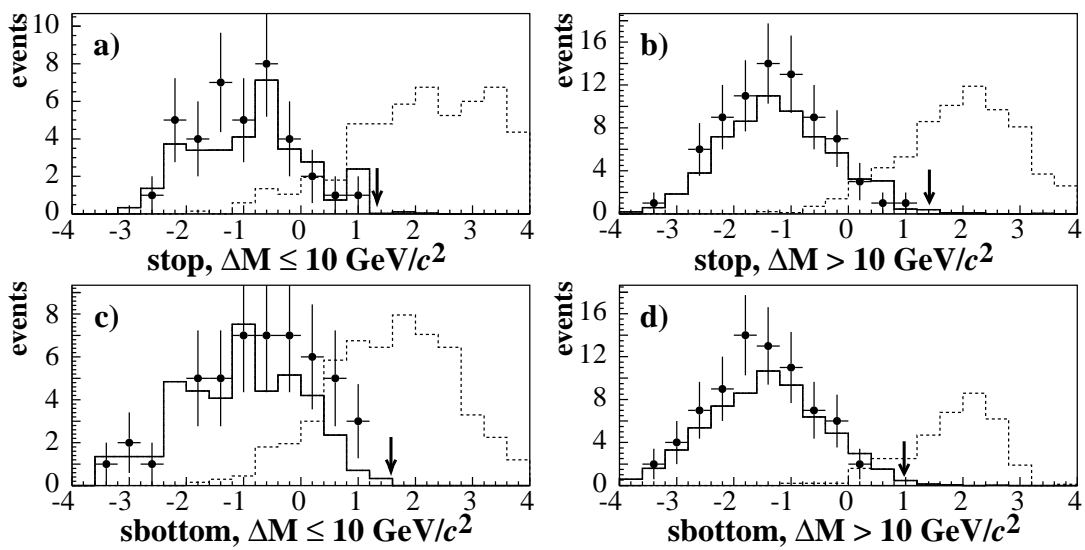 events
a)
10
8
6
4
2
0
-4 -3 -2 -1 0 1 2 3 4
stop, ΔM ≤ 10 GeV/c²
events
b)
16
12
8
4
0
-4 -3 -2 -1 0 1 2 3 4
stop, ΔM > 10 GeV/c²
events
c)
8
6
4
2
0
-4 -3 -2 -1 0 1 2 3 4
sbottom, ΔM ≤ 10 GeV/c²
events
d)
16
12
8
4
0
-4 -3 -2 -1 0 1 2 3 4
sbottom, ΔM > 10 GeV/c²